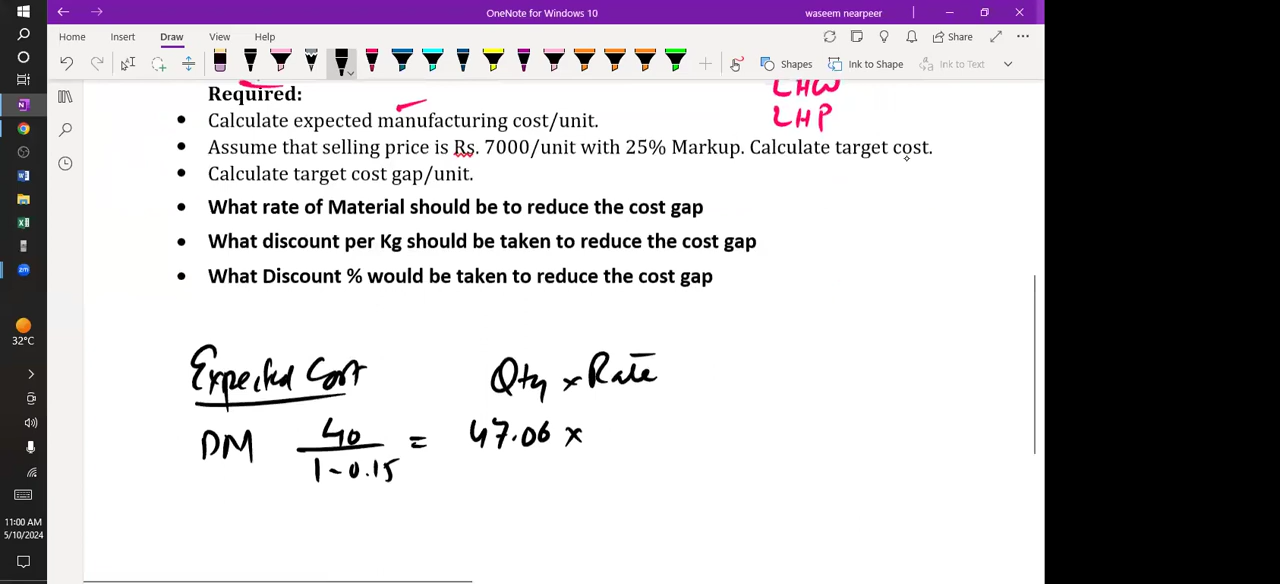 OneNote for Windows 10
waseem nearpeer
Home Insert Draw View Help
Share
Shapes
Ink to Shape
Ink to Text
LHW
Required:
LHP
• Calculate expected manufacturing cost/unit.
• Assume that selling price is Rs. 7000/unit with 25% Markup. Calculate target cost.
• Calculate target cost gap/unit.
• What rate of Material should be to reduce the cost gap
• What discount per Kg should be taken to reduce the cost gap
• What Discount % would be taken to reduce the cost gap
32°C
Expected Cost Qty × Rate
DM 40 / 1-0.15 = 47.06 ×
11:00 AM
5/10/2024